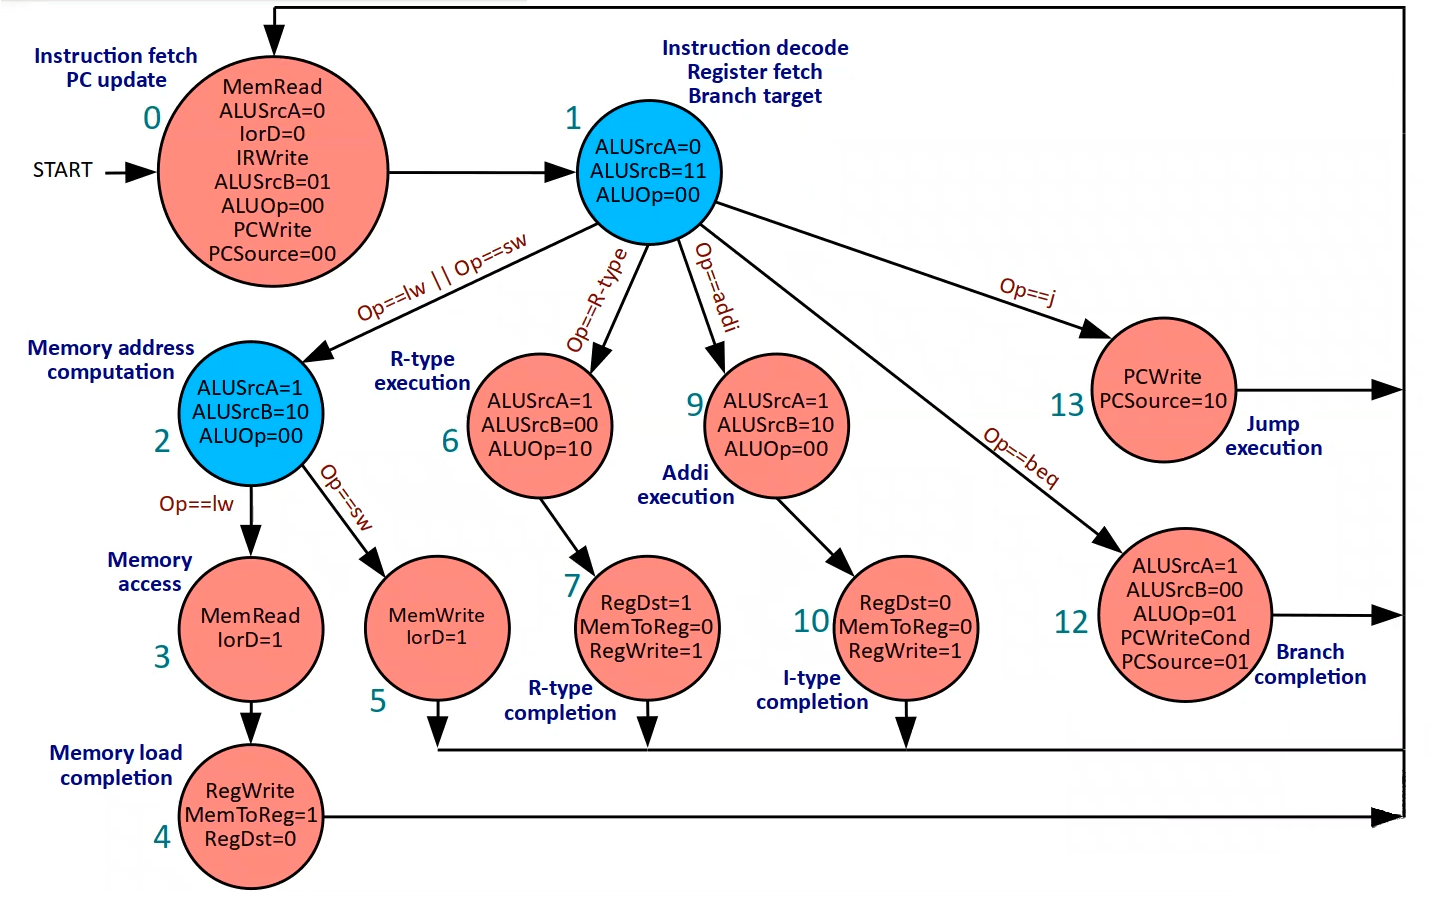 Instruction fetch
PC update
0
START
MemRead
ALUSrcA=0
IorD=0
IRWrite
ALUSrcB=01
ALUOp=00
PCWrite
PCSource=00
Instruction decode
Register fetch
Branch target
1
ALUSrcA=0
ALUSrcB=11
ALUOp=00
Op==lw || Op==sw
Op==R-type
Op==addi
Op==beq
Op==j
Memory address
computation
2
ALUSrcA=1
ALUSrcB=10
ALUOp=00
R-type
execution
6
ALUSrcA=1
ALUSrcB=00
ALUOp=10
9
ALUSrcA=1
ALUSrcB=10
ALUOp=00
Addi
execution
13
PCWrite
PCSource=10
Jump
execution
Op==lw
Op==sw
Memory
access
3
MemRead
IorD=1
5
MemWrite
IorD=1
7
RegDst=1
MemToReg=0
RegWrite=1
R-type
completion
10
RegDst=0
MemToReg=0
RegWrite=1
I-type
completion
12
ALUSrcA=1
ALUSrcB=00
ALUOp=01
PCWriteCond
PCSource=01
Branch
completion
Memory load
completion
4
RegWrite
MemToReg=1
RegDst=0